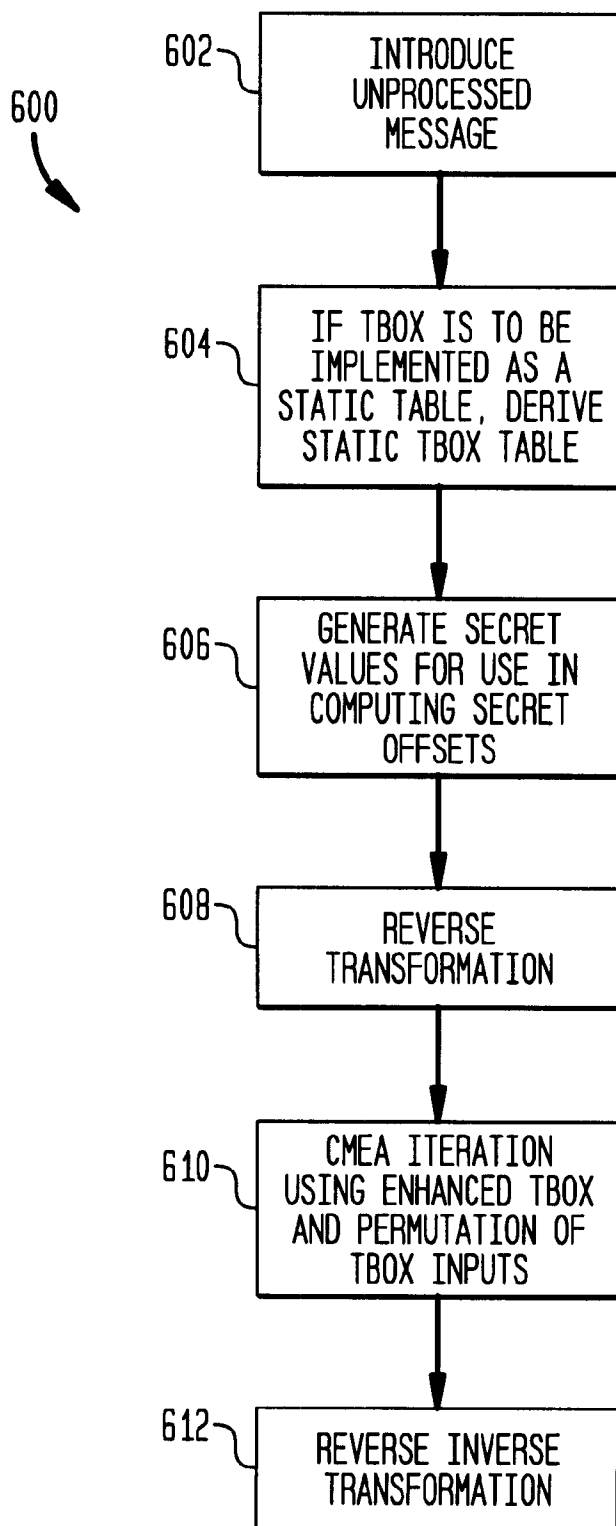 600
602
INTRODUCE
UNPROCESSED
MESSAGE
604
IF TBOX IS TO BE
IMPLEMENTED AS A
STATIC TABLE, DERIVE
STATIC TBOX TABLE
606
GENERATE SECRET
VALUES FOR USE IN
COMPUTING SECRET
OFFSETS
608
REVERSE
TRANSFORMATION
610
CMEA ITERATION
USING ENHANCED TBOX
AND PERMUTATION OF
TBOX INPUTS
612
REVERSE INVERSE
TRANSFORMATION